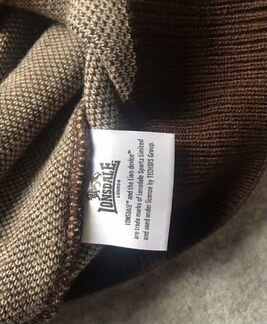 LONSDALE
LONDON
LONSDALE™ and the Lion device™
are trade marks of Lonsdale Sports Limited
and used under licence by
Group.